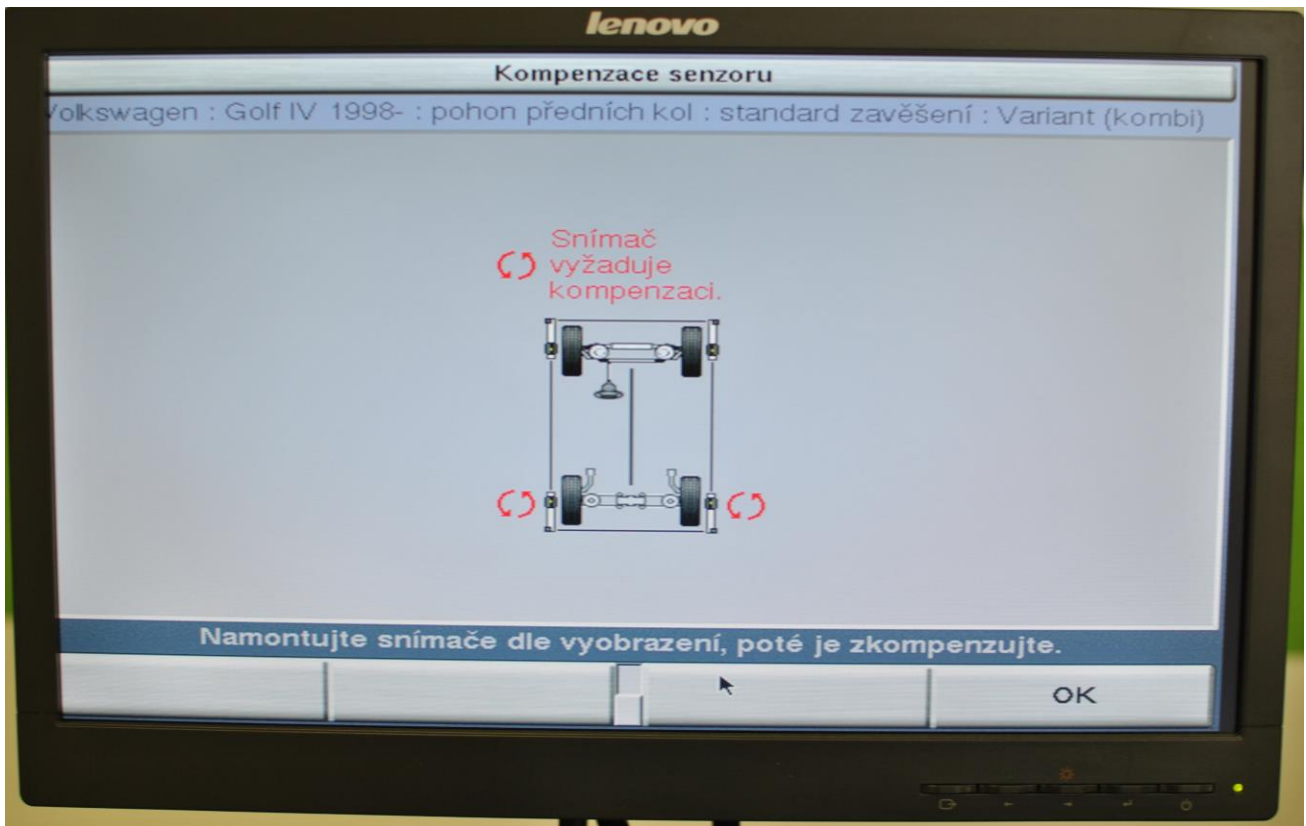 lenovo
Kompenzace senzoru
Volkswagen : Golf IV 1998- : pohon předních kol : standard zavěšení : Variant (kombi)
Snímač
vyžaduje
kompenzaci.
Namontujte snímače dle vyobrazení, poté je zkompenzujte.
OK